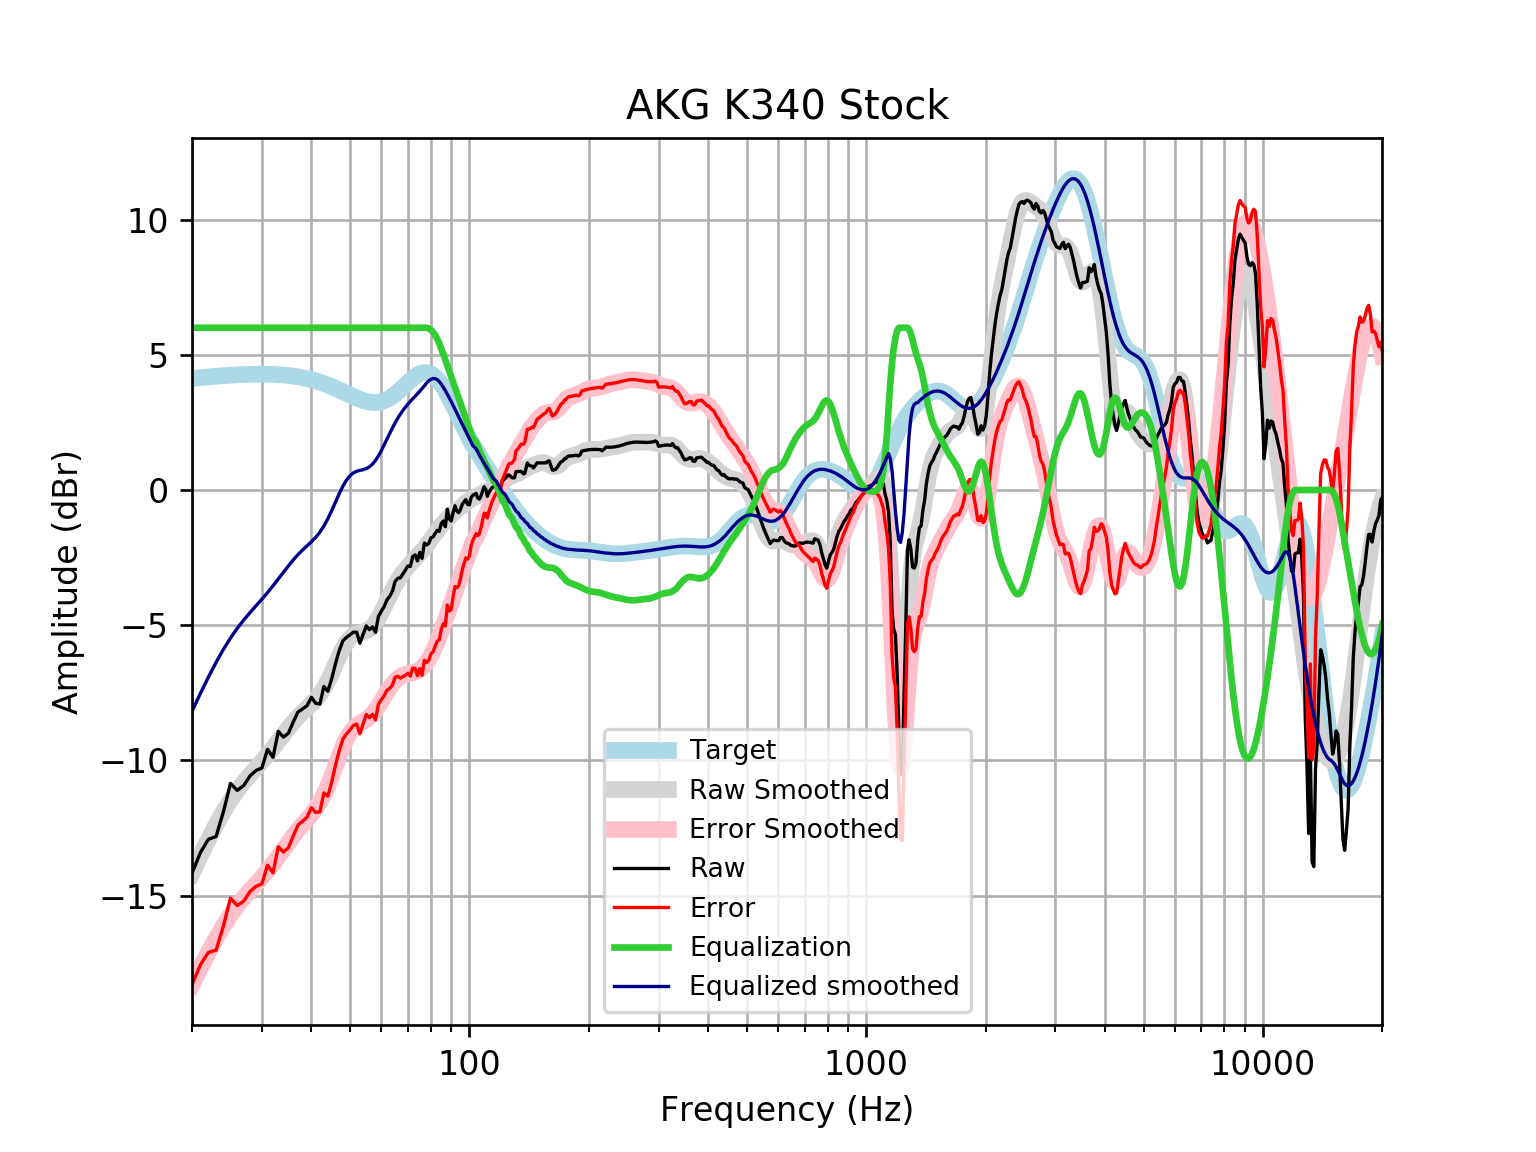 AKG K340 Stock
Amplitude (dBr)
10
5
0
−5
−10
−15
Target
Raw Smoothed
Error Smoothed
Raw
Error
Equalization
Equalized smoothed
100
1000
10000
Frequency (Hz)